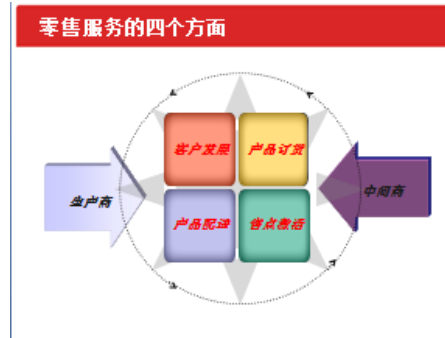 零售服务的四个方面
客户发展
产品订货
生产商
中间商
产品配送
售点激活